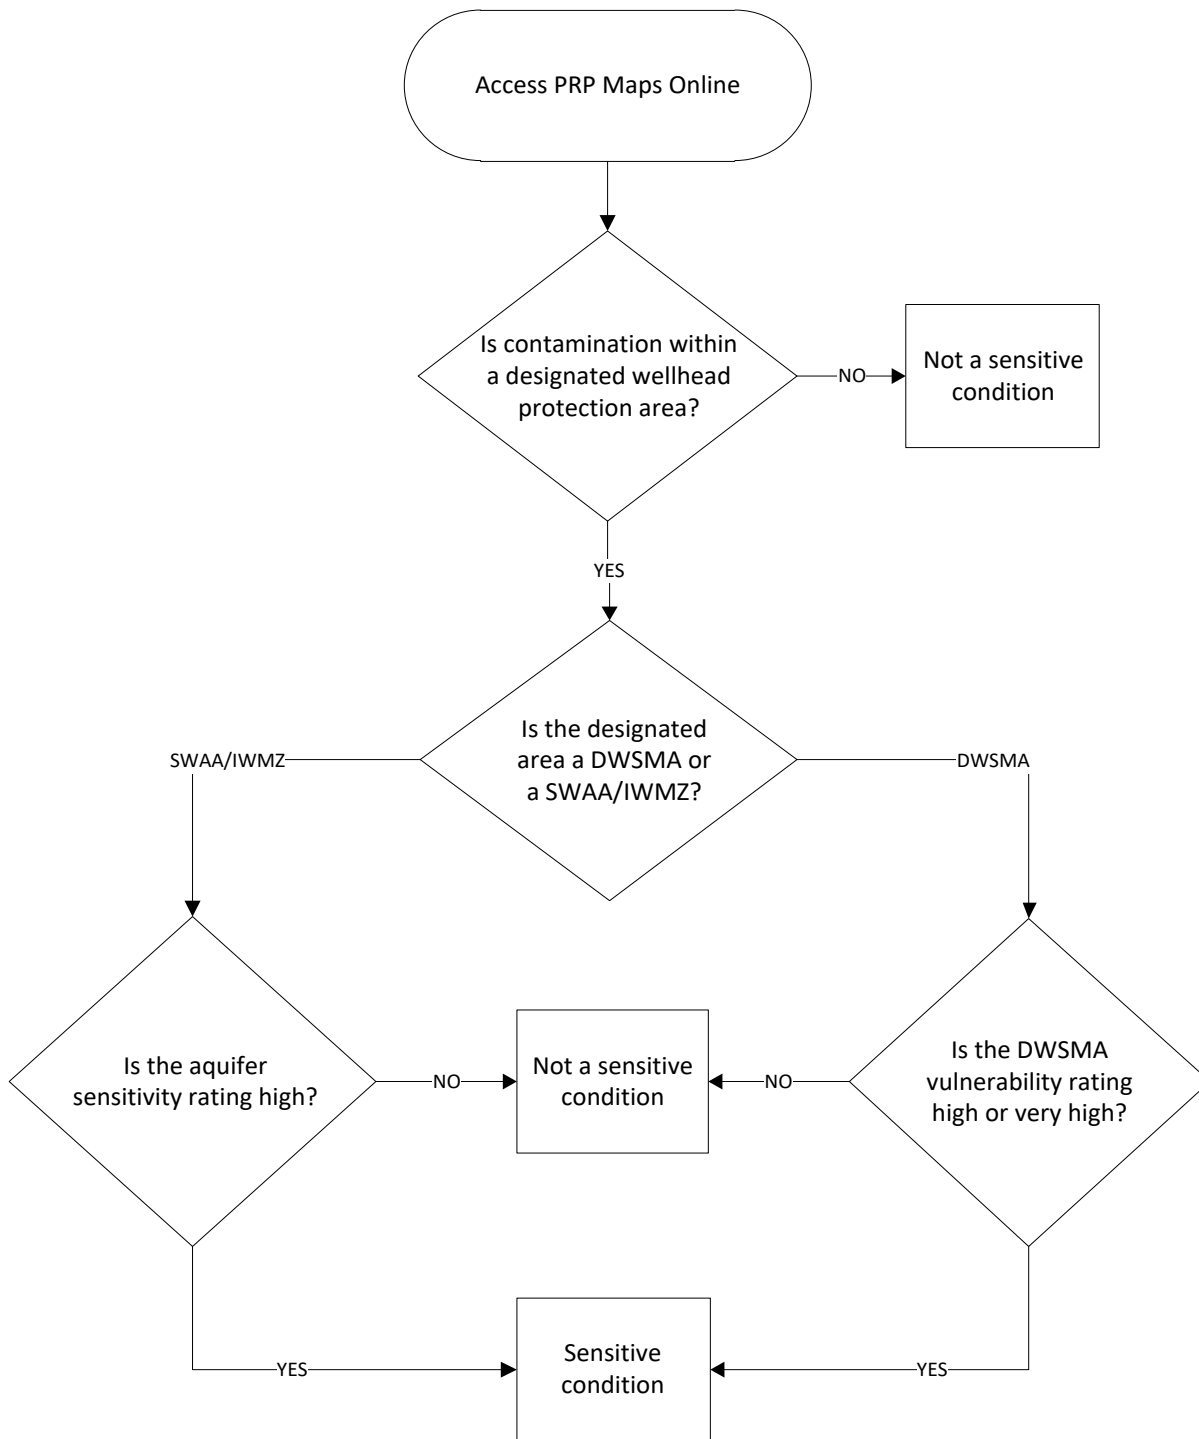 Access PRP Maps Online
Is contamination within
a designated wellhead
protection area?
NO
Not a sensitive
condition
YES
Is the designated
area a DWSMA or
a SWAA/IWMZ?
SWAA/IWMZ
DWSMA
Is the aquifer
sensitivity rating high?
NO
Not a sensitive
condition
NO
Is the DWSMA
vulnerability rating
high or very high?
YES
Sensitive
condition
YES